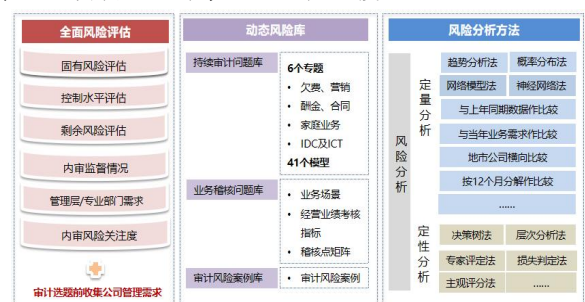 全面风险评估
固有风险评估
控制水平评估
剩余风险评估
内审监督情况
管理层/专业部门需求
内审风险关注度
审计选题前收集公司管理需求
动态风险库
持续审计问题库
6个专题
• 欠费、营销
• 酬金、合同
• 家庭业务
• IDC及ICT
41个模型
业务稽核问题库
• 业务场景
• 经营业绩考核
指标
• 稽核点矩阵
审计风险案例库
• 审计风险案例
风险分析方法
风险分析
定量分析
趋势分析法 概率分布法
网络模型法 神经网络法
与上年同期数据作比较
与当年业务需求作比较
地市公司横向比较
按12个月分解作比较
……
定性分析
决策树法 层次分析法
专家评定法 损失判定法
主观评分法 ……